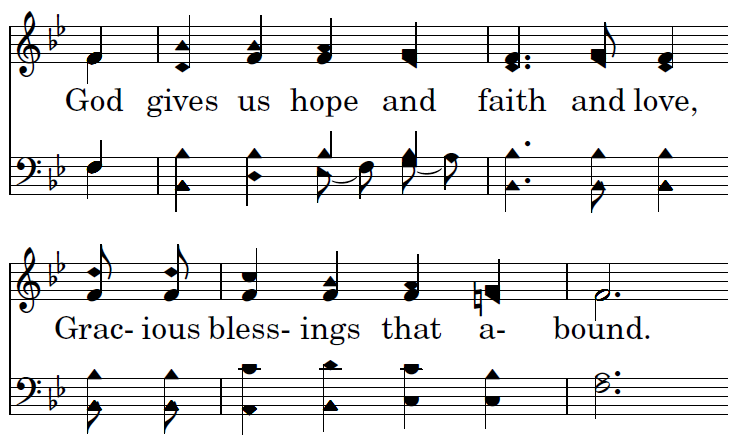 God gives us hope and faith and love,
Grac- ious bless- ings that a- bound.